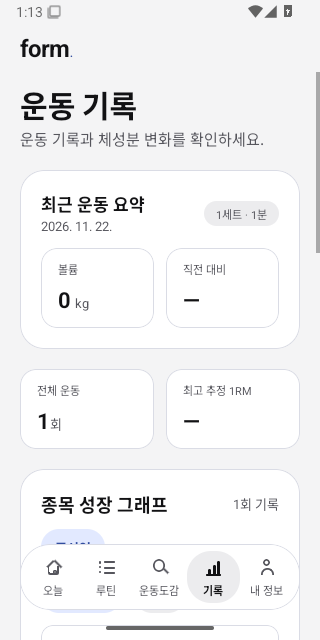 1:13
form.
운동 기록
운동 기록과 체성분 변화를 확인하세요.
최근 운동 요약
2026. 11. 22.
1세트 · 1분
볼륨
0 kg
직전 대비
–
전체 운동
1회
최고 추정 1RM
–
종목 성장 그래프
1회 기록
오늘
루틴
운동도감
기록
내 정보